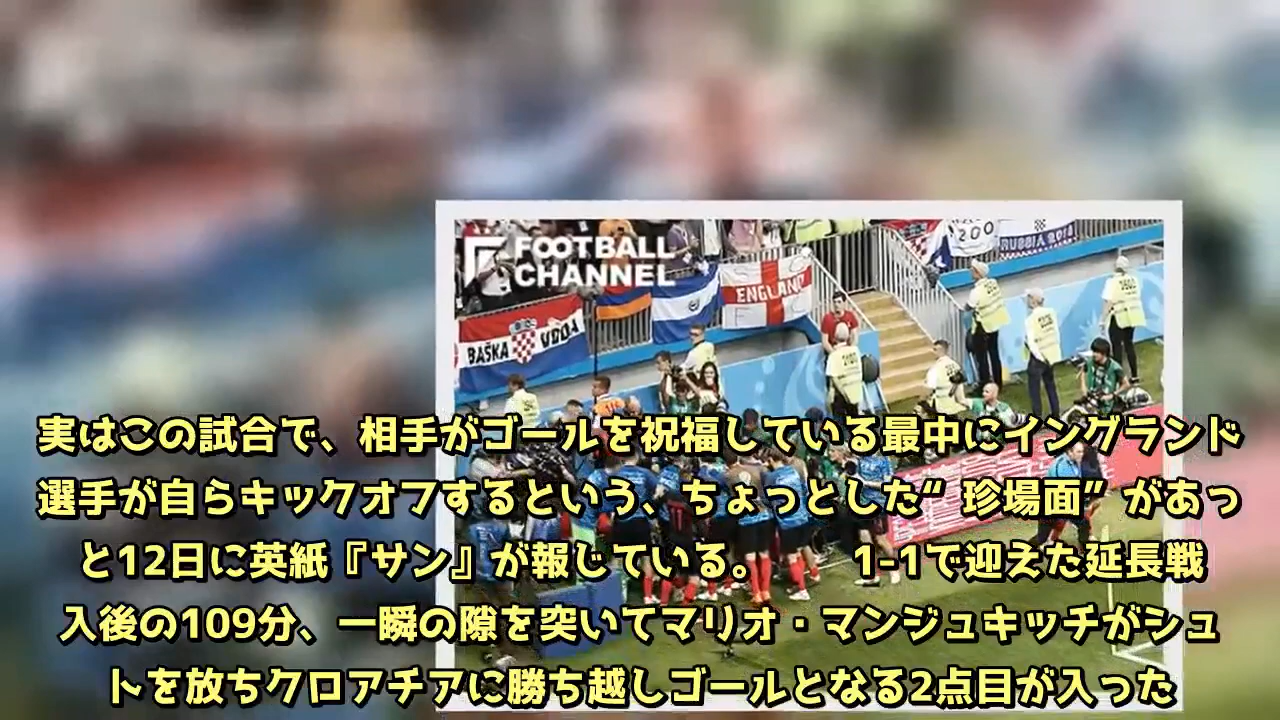 FOOTBALL
CHANNEL
200
RUSSIA 2018
ENGLAND
BAŠKA VODA
実はこの試合で、相手がゴールを祝福している最中にイングランド
選手が自らキックオフするという、ちょっとした“珍場面”があっ
と12日に英紙『サン』が報じている。 1-1で迎えた延長戦
入後の109分、一瞬の隙を突いてマリオ・マンジュキッチがシュ
トを放ちクロアチアに勝ち越しゴールとなる2点目が入った